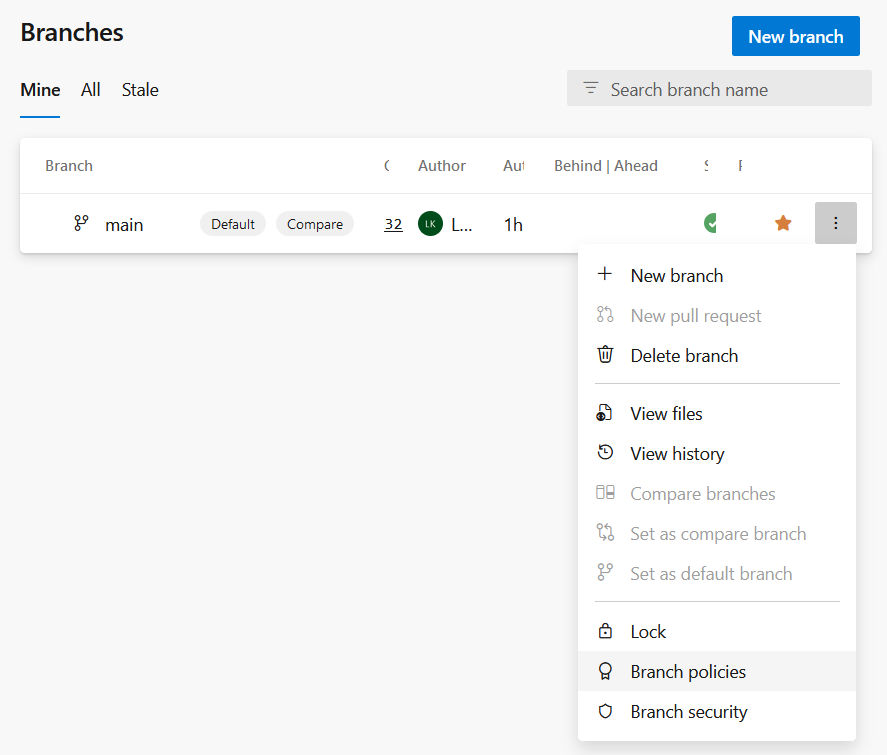 Branches
New branch
Mine All Stale
Search branch name
Branch Author Behind | Ahead
main Default Compare 32 LK L... 1h
New branch
New pull request
Delete branch
View files
View history
Compare branches
Set as compare branch
Set as default branch
Lock
Branch policies
Branch security